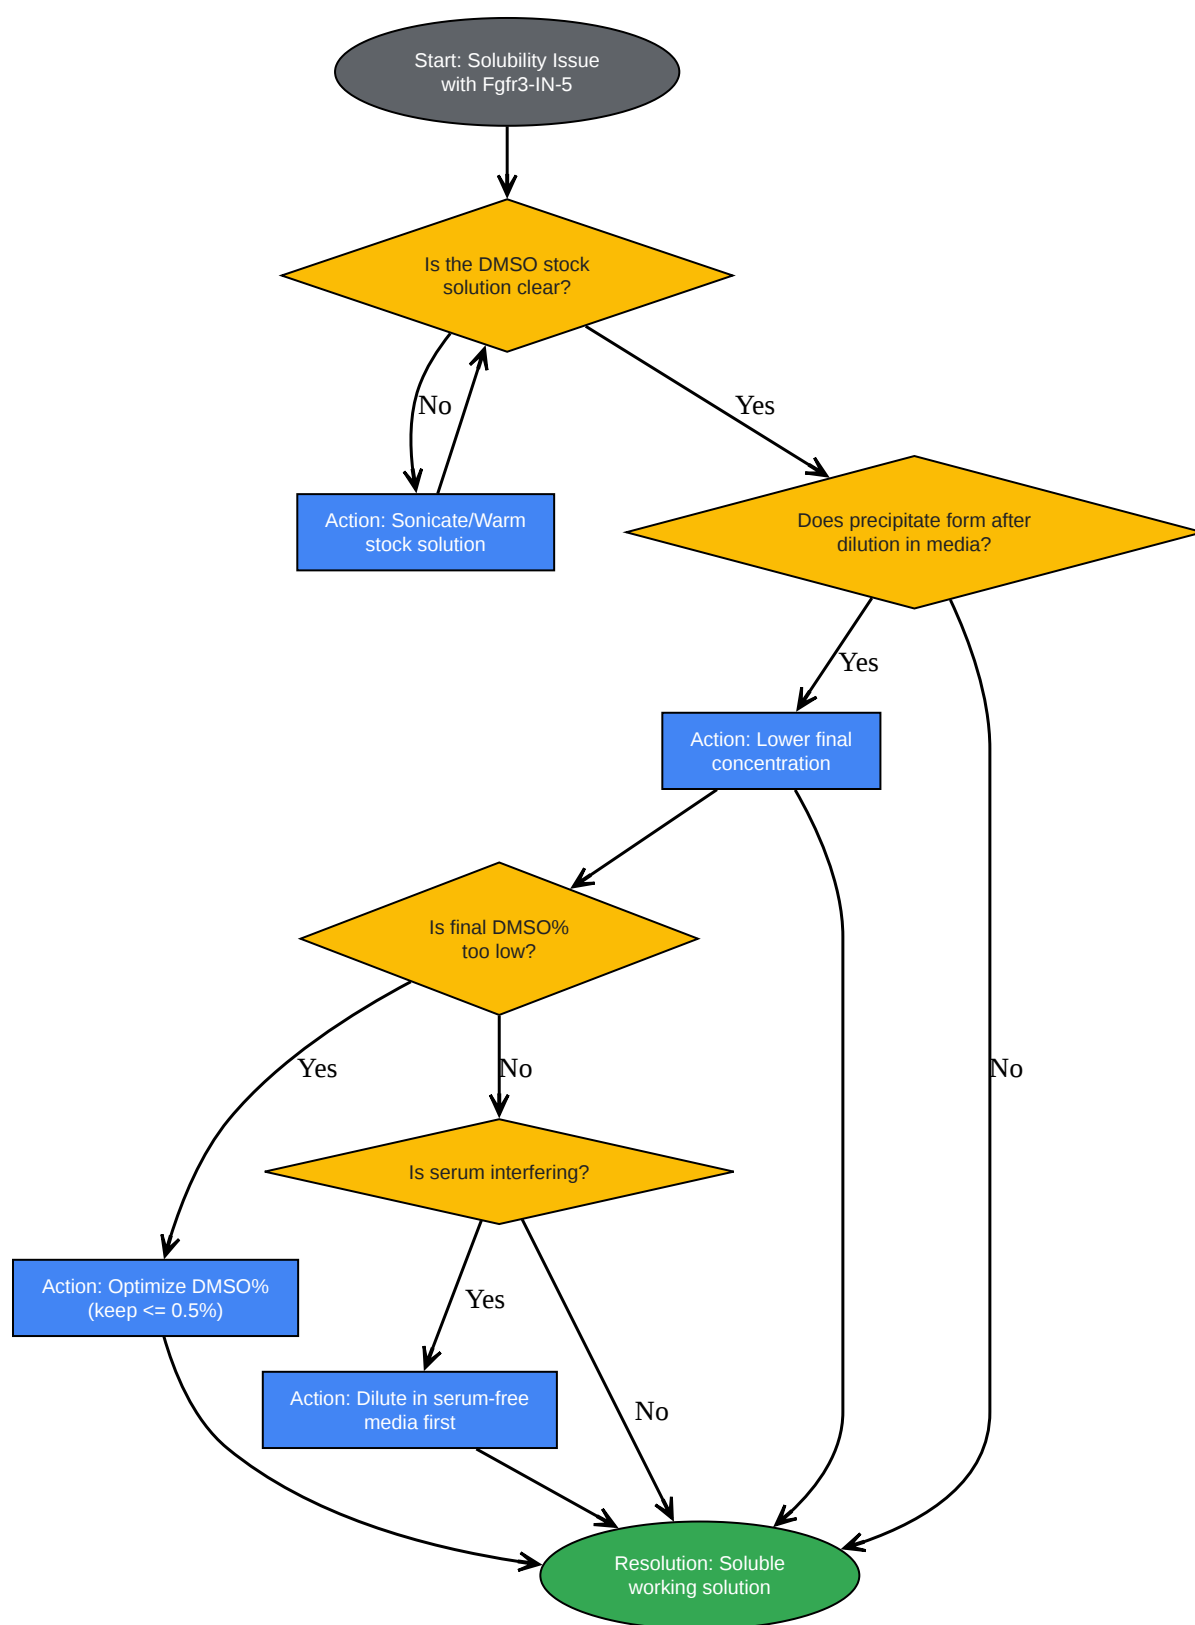 Start: Solubility Issue
with Fgfr3-IN-5
Is the DMSO stock
solution clear?
No
Yes
Action: Sonicate/Warm
stock solution
Does precipitate form after
dilution in media?
Yes
Action: Lower final
concentration
Is final DMSO%
too low?
Yes
No
No
Is serum interfering?
Action: Optimize DMSO%
(keep <= 0.5%)
Yes
Action: Dilute in serum-free
media first
No
Resolution: Soluble
working solution